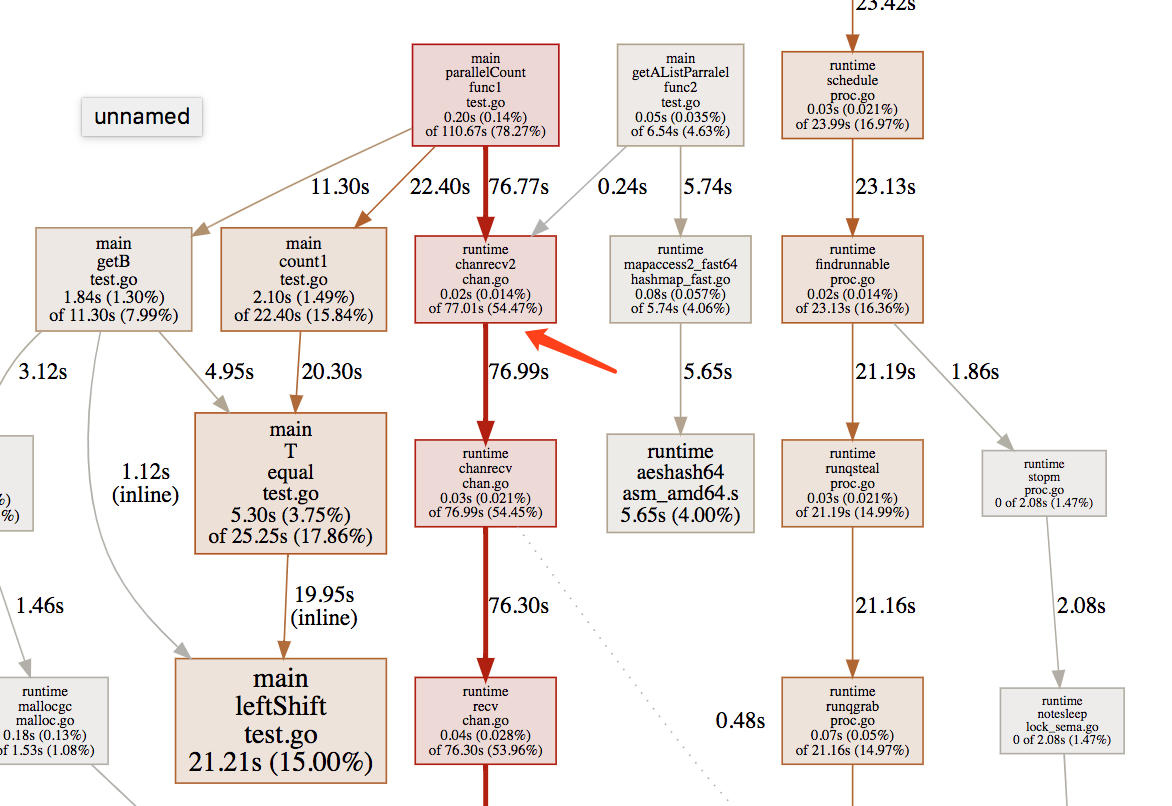 23.42s
main
parallelCount
func1
test.go
0.20s (0.14%)
of 110.67s (78.27%)
main
getAListParralel
func2
test.go
0.05s (0.035%)
of 6.54s (4.63%)
runtime
schedule
proc.go
0.03s (0.021%)
of 23.99s (16.97%)
unnamed
11.30s
22.40s
76.77s
0.24s
5.74s
23.13s
main
getB
test.go
1.84s (1.30%)
of 11.30s (7.99%)
main
count1
test.go
2.10s (1.49%)
of 22.40s (15.84%)
runtime
chanrecv2
chan.go
0.02s (0.014%)
of 77.01s (54.47%)
runtime
mapaccess2_fast64
hashmap_fast.go
0.08s (0.057%)
of 5.74s (4.06%)
runtime
findrunnable
proc.go
0.02s (0.014%)
of 23.13s (16.36%)
3.12s
4.95s
20.30s
76.99s
5.65s
21.19s
1.86s
main
T
equal
test.go
5.30s (3.75%)
of 25.25s (17.86%)
runtime
chanrecv
chan.go
0.03s (0.021%)
of 76.99s (54.45%)
runtime
aeshash64
asm_amd64.s
5.65s (4.00%)
runtime
runqsteal
proc.go
0.03s (0.021%)
of 21.19s (14.99%)
runtime
stopm
proc.go
0 of 2.08s (1.47%)
%)
%)
1.12s
(inline)
1.46s
19.95s
(inline)
76.30s
21.16s
2.08s
runtime
mallocgc
malloc.go
0.18s (0.13%)
of 1.53s (1.08%)
main
leftShift
test.go
21.21s (15.00%)
runtime
recv
chan.go
0.04s (0.028%)
of 76.30s (53.96%)
0.48s
runtime
runqgrab
proc.go
0.07s (0.05%)
of 21.16s (14.97%)
runtime
notesleep
lock_sema.go
0 of 2.08s (1.47%)